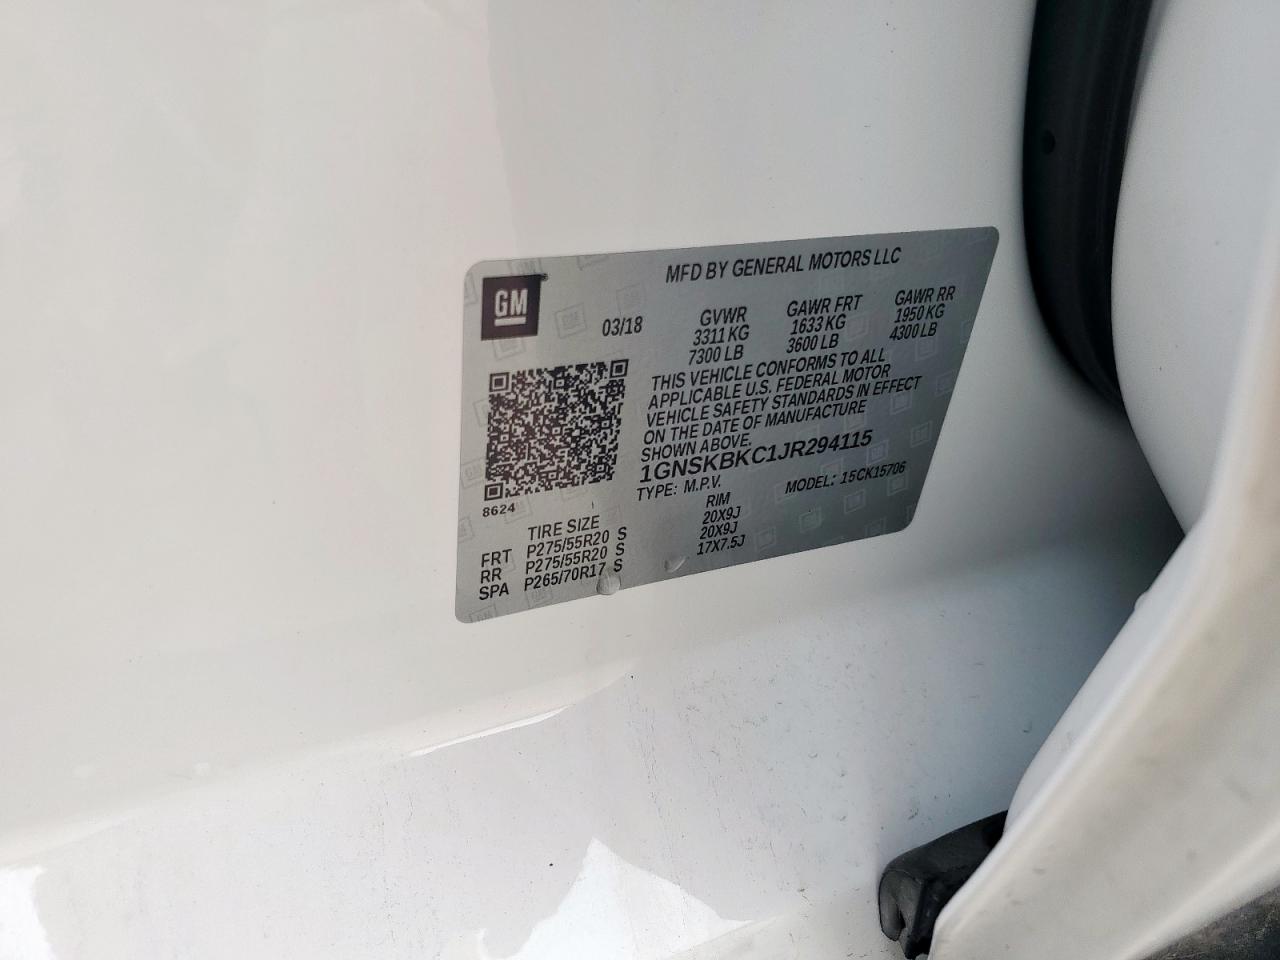 MFD BY GENERAL MOTORS LLC
GM
03/18
GVWR
3311 KG
7300 LB
GAWR FRT
1633 KG
3600 LB
GAWR RR
1950 KG
4300 LB
THIS VEHICLE CONFORMS TO ALL
APPLICABLE U.S. FEDERAL MOTOR
VEHICLE SAFETY STANDARDS IN EFFECT
ON THE DATE OF MANUFACTURE
SHOWN ABOVE.
1GNSKBKC1JR294115
TYPE: M.P.V. MODEL: 15CK15706
8624
TIRE SIZE RIM
FRT P275/55R20 S 20X9J
RR P275/55R20 S 20X9J
SPA P265/70R17 S 17X7.5J